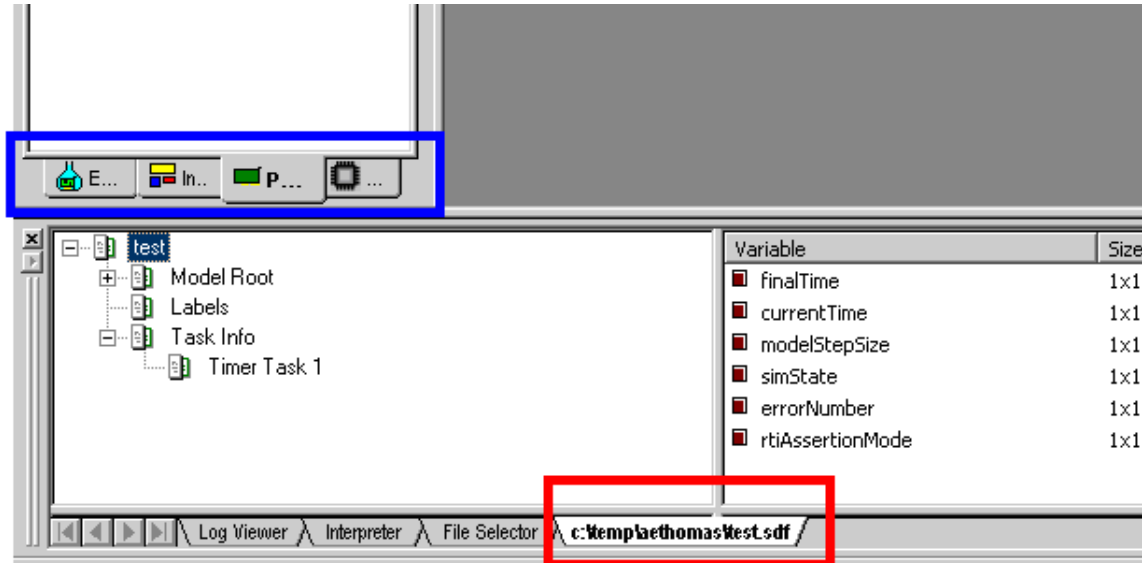 E... In.. P... ...
test
Model Root
Labels
Task Info
Timer Task 1
Variable Size
finalTime 1x1
currentTime 1x1
modelStepSize 1x1
simState 1x1
errorNumber 1x1
rtiAssertionMode 1x1
Log Viewer Interpreter File Selector c:\temp\aethomas\test.sdf